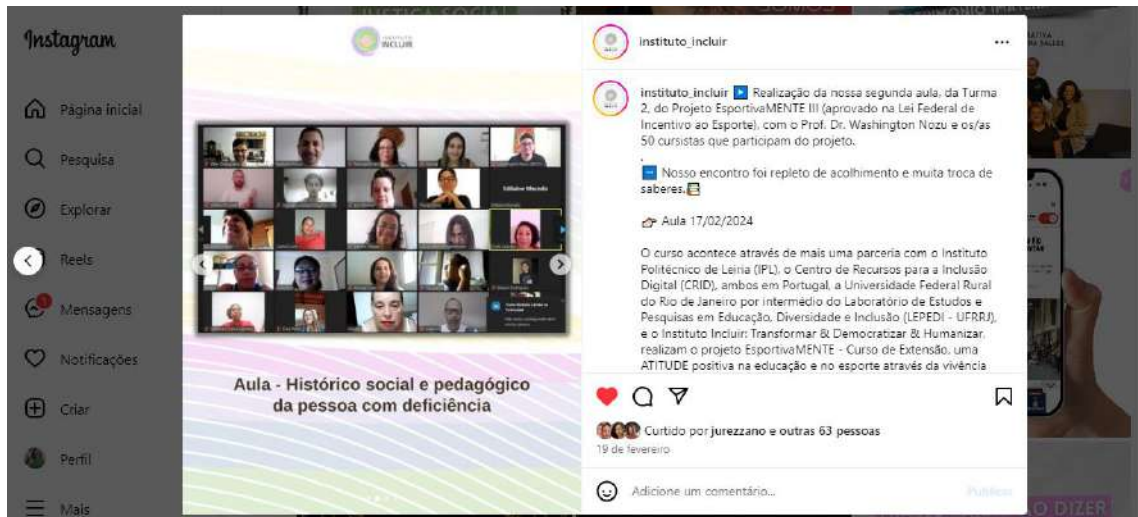 Instagram
Página inicial
Pesquisa
Explorar
Reels
Mensagens
Notificações
Criar
Perfil
Mais
INSTITUTO
INCLUIR
Aula - Histórico social e pedagógico
da pessoa com deficiência
instituto_incluir
instituto_incluir ▶️ Realização da nossa segunda aula, da Turma
2, do Projeto EsportivaMENTE III (aprovado na Lei Federal de
Incentivo ao Esporte), com o Prof. Dr. Washington Nozu e os/as
50 cursistas que participam do projeto.
.
Nosso encontro foi repleto de acolhimento e muita troca de
saberes.
👉 Aula 17/02/2024
O curso acontece através de mais uma parceria com o Instituto
Politécnico de Leiria (IPL), o Centro de Recursos para a Inclusão
Digital (CRID), ambos em Portugal, a Universidade Federal Rural
do Rio de Janeiro por intermédio do Laboratório de Estudos e
Pesquisas em Educação, Diversidade e Inclusão (LEPEDI - UFRRJ),
e o Instituto Incluir: Transformar & Democratizar & Humanizar,
realizam o projeto EsportivaMENTE - Curso de Extensão, uma
ATITUDE positiva na educação e no esporte através da vivência
Curtido por jurezzano e outras 63 pessoas
19 de fevereiro
Adicione um comentário...
Publicar